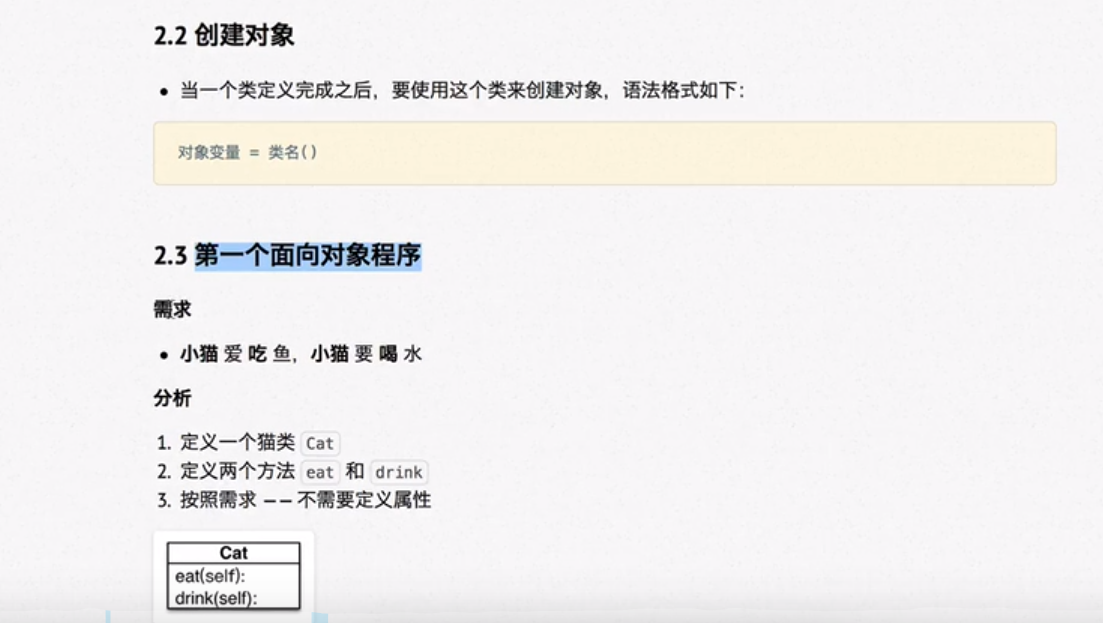 2.2 创建对象
• 当一个类定义完成之后，要使用这个类来创建对象，语法格式如下：
对象变量 = 类名()
2.3 第一个面向对象程序
需求
• 小猫 爱 吃 鱼，小猫 要 喝 水
分析
1. 定义一个猫类 Cat
2. 定义两个方法 eat 和 drink
3. 按照需求 —— 不需要定义属性
Cat
eat(self):
drink(self):